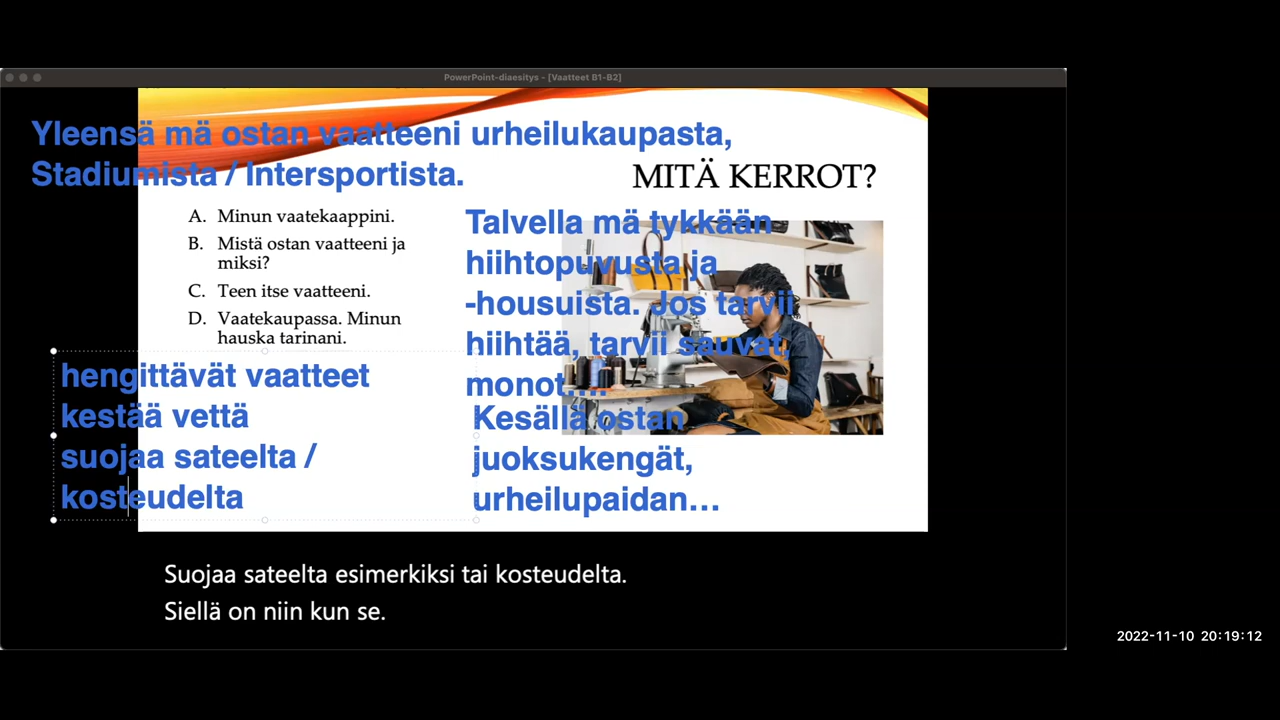 PowerPoint-diaesitys - [Vaatteet B1-B2]
Yleensä mä ostan vaatteeni urheilukaupasta,
Stadiumista / Intersportista.
MITÄ KERROT?
A. Minun vaatekaappini.
B. Mistä ostan vaatteeni ja
miksi?
C. Teen itse vaatteeni.
D. Vaatekaupassa. Minun
hauska tarinani.
Talvella mä tykkään
hiihtopuvusta ja
-housuista. Jos tarvii
hiihtää, tarvii sauvat,
monot....
hengittävät vaatteet
kestää vettä
suojaa sateelta /
kosteudelta
Kesällä ostan
juoksukengät,
urheilupaidan...
Suojaa sateelta esimerkiksi tai kosteudelta.
Siellä on niin kun se.
2022-11-10 20:19:12